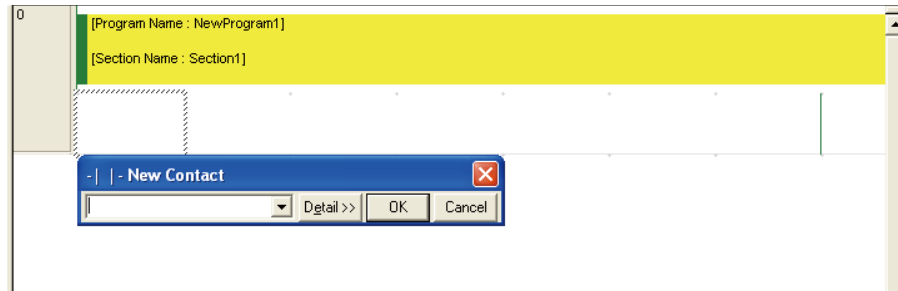 0
[Program Name : NewProgram1]
[Section Name : Section1]
-| |- New Contact
Detail >>
OK
Cancel